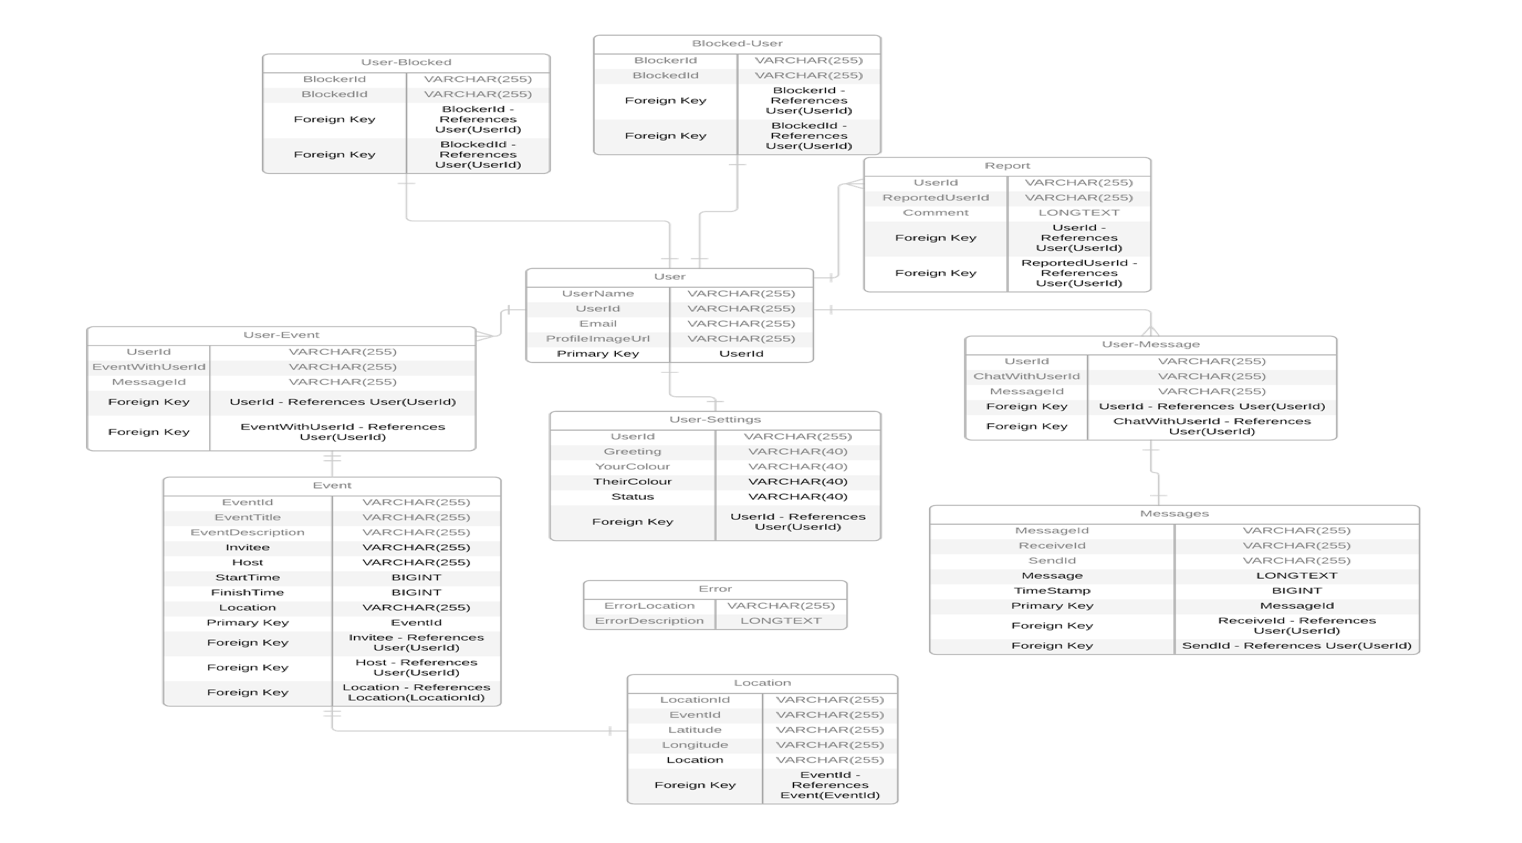 User-Blocked
BlockerId VARCHAR(255)
BlockedId VARCHAR(255)
Foreign Key BlockerId -
References
User(UserId)
Foreign Key BlockedId -
References
User(UserId)
Blocked-User
BlockerId VARCHAR(255)
BlockedId VARCHAR(255)
Foreign Key BlockerId -
References
User(UserId)
Foreign Key BlockedId -
References
User(UserId)
Report
UserId VARCHAR(255)
ReportedUserId VARCHAR(255)
Comment LONGTEXT
Foreign Key UserId -
References
User(UserId)
Foreign Key ReportedUserId -
References
User(UserId)
User
UserName VARCHAR(255)
UserId VARCHAR(255)
Email VARCHAR(255)
ProfileImageUrl VARCHAR(255)
Primary Key UserId
User-Event
UserId VARCHAR(255)
EventWithUserId VARCHAR(255)
MessageId VARCHAR(255)
Foreign Key UserId - References User(UserId)
Foreign Key EventWithUserId - References
User(UserId)
User-Message
UserId VARCHAR(255)
ChatWithUserId VARCHAR(255)
MessageId VARCHAR(255)
Foreign Key UserId - References User(UserId)
Foreign Key ChatWithUserId - References
User(UserId)
User-Settings
UserId VARCHAR(255)
Greeting VARCHAR(40)
YourColour VARCHAR(40)
TheirColour VARCHAR(40)
Status VARCHAR(40)
Foreign Key UserId - References
User(UserId)
Event
EventId VARCHAR(255)
EventTitle VARCHAR(255)
EventDescription VARCHAR(255)
Invitee VARCHAR(255)
Host VARCHAR(255)
StartTime BIGINT
FinishTime BIGINT
Location VARCHAR(255)
Primary Key EventId
Foreign Key Invitee - References
User(UserId)
Foreign Key Host - References
User(UserId)
Foreign Key Location - References
Location(LocationId)
Messages
MessageId VARCHAR(255)
ReceiveId VARCHAR(255)
SendId VARCHAR(255)
Message LONGTEXT
TimeStamp BIGINT
Primary Key MessageId
Foreign Key ReceiveId - References
User(UserId)
Foreign Key SendId - References User(UserId)
Error
ErrorLocation VARCHAR(255)
ErrorDescription LONGTEXT
Location
LocationId VARCHAR(255)
EventId VARCHAR(255)
Latitude VARCHAR(255)
Longitude VARCHAR(255)
Location VARCHAR(255)
Foreign Key EventId -
References
Event(EventId)